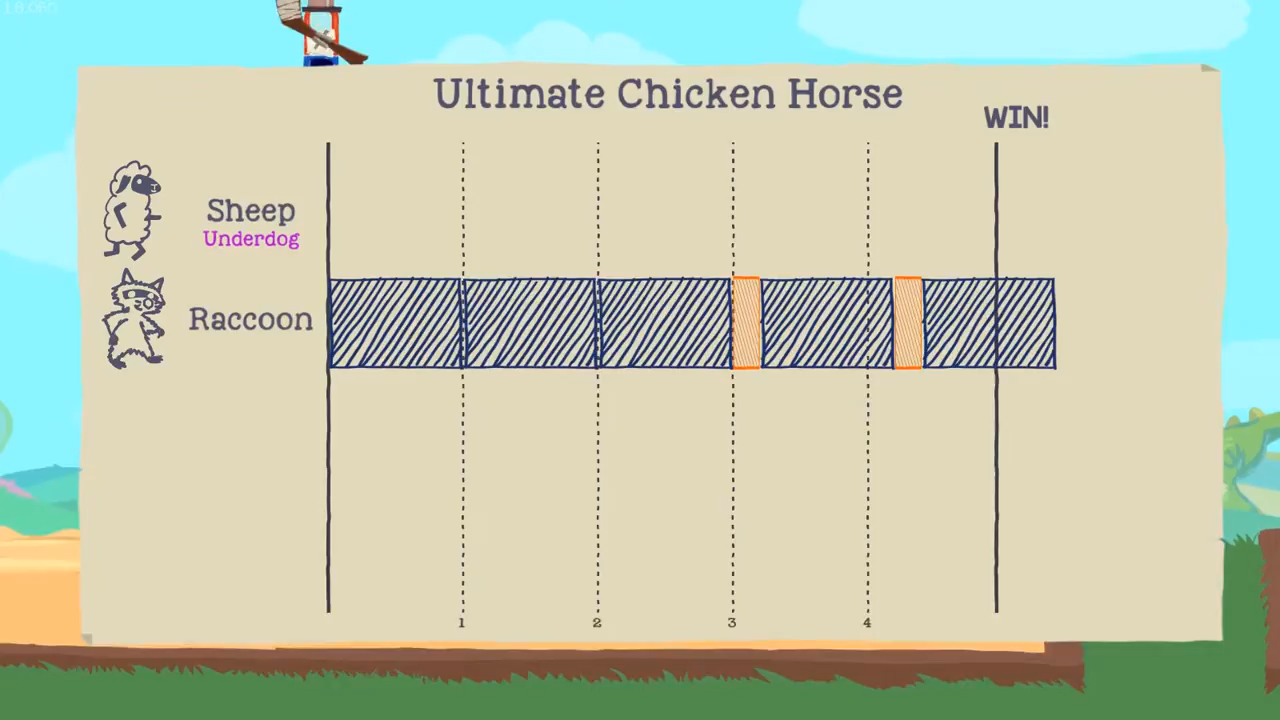 Ultimate Chicken Horse
WIN!
Sheep
Underdog
Raccoon
1 2 3 4